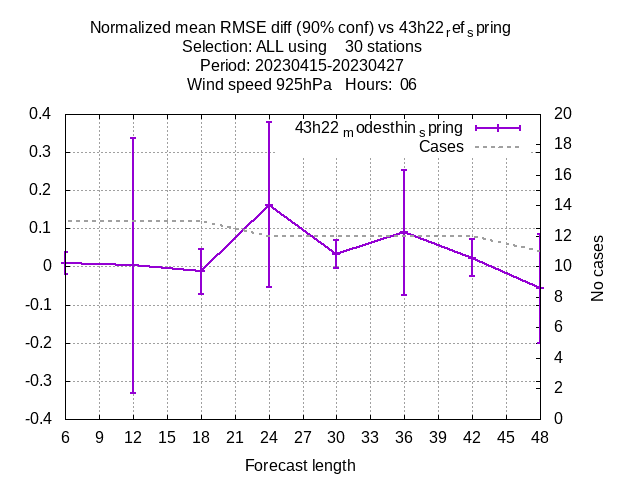 Normalized mean RMSE diff (90% conf) vs 43h22refspring
Selection: ALL using 30 stations
Period: 20230415-20230427
Wind speed 925hPa Hours: 06
43h22modesthinspring
Cases
0.4
0.3
0.2
0.1
0
-0.1
-0.2
-0.3
-0.4
20
18
16
14
12
10
8
6
4
2
0
No cases
6 9 12 15 18 21 24 27 30 33 36 39 42 45 48
Forecast length